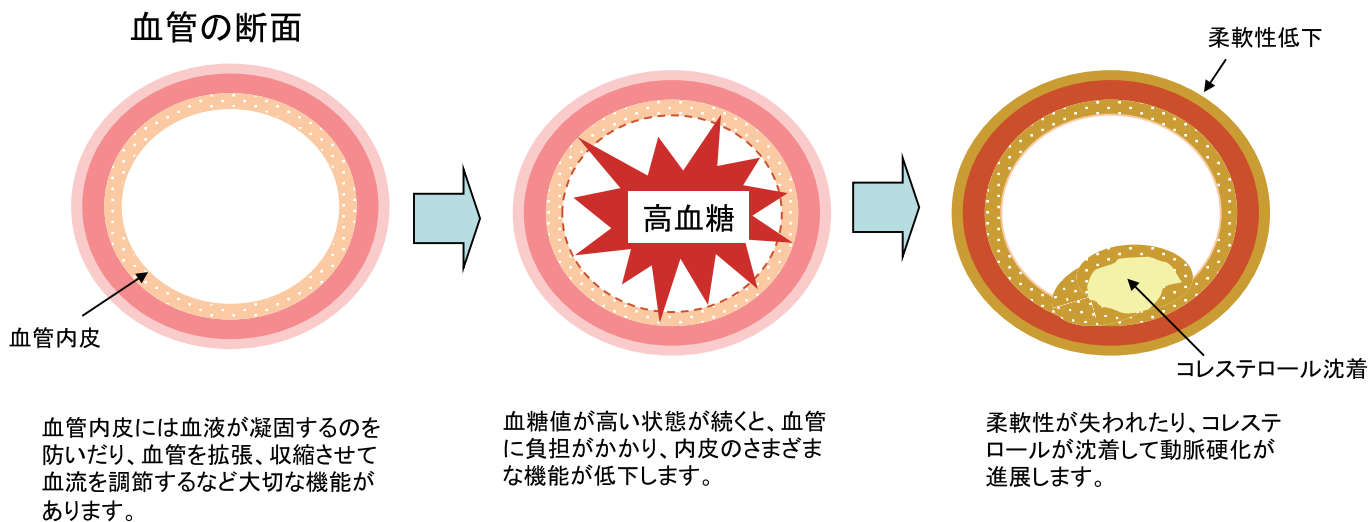 血管の断面
血管内皮
血管内皮には血液が凝固するのを
防いだり、血管を拡張、収縮させて
血流を調節するなど大切な機能が
あります。
高血糖
血糖値が高い状態が続くと、血管
に負担がかかり、内皮のさまざま
な機能が低下します。
柔軟性低下
コレステロール沈着
柔軟性が失われたり、コレステ
ロールが沈着して動脈硬化が
進展します。